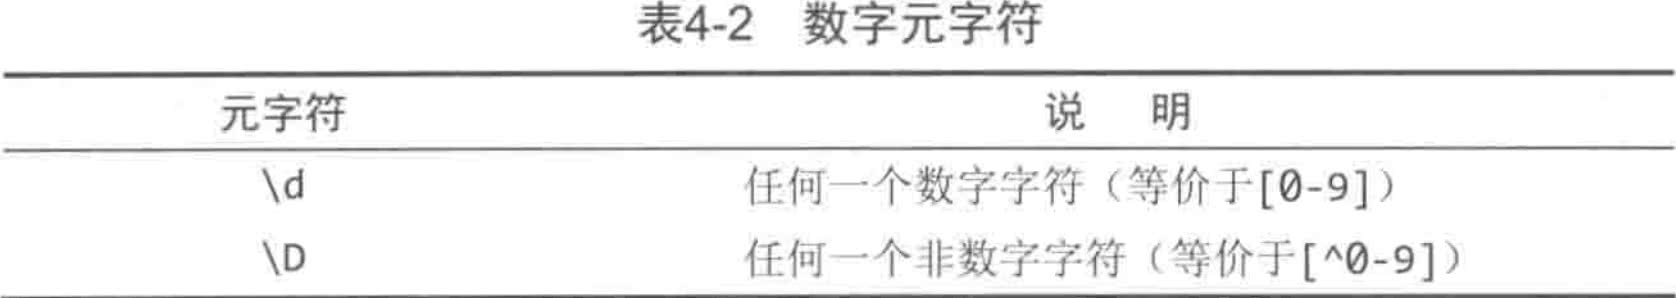 表4-2 数字元字符
元字符 说 明
\d 任何一个数字字符（等价于[0-9]）
\D 任何一个非数字字符（等价于[^0-9]）